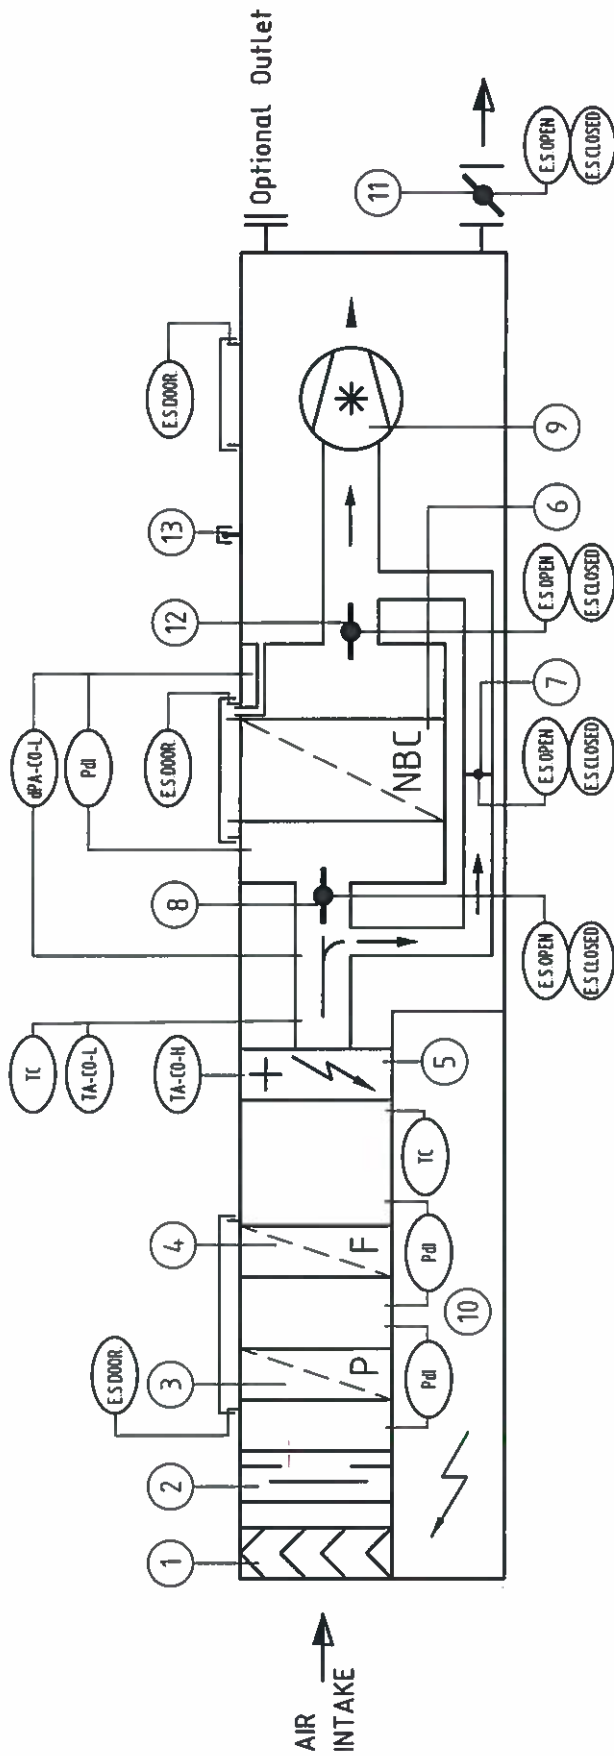 Optional Outlet
11
E.S.OPEN
E.S.CLOSED
E.S DOOR.
9
13
6
12
E.S.OPEN
E.S.CLOSED
dPA-CO-L
PdI
E.S DOOR.
NBC
7
E.S.OPEN
E.S.CLOSED
8
E.S.OPEN
E.S.CLOSED
TC
TA-CO-L
TA-CO-H
+
5
TC
4
F
PdI
10
E.S DOOR.
3
P
PdI
2
1
AIR
INTAKE